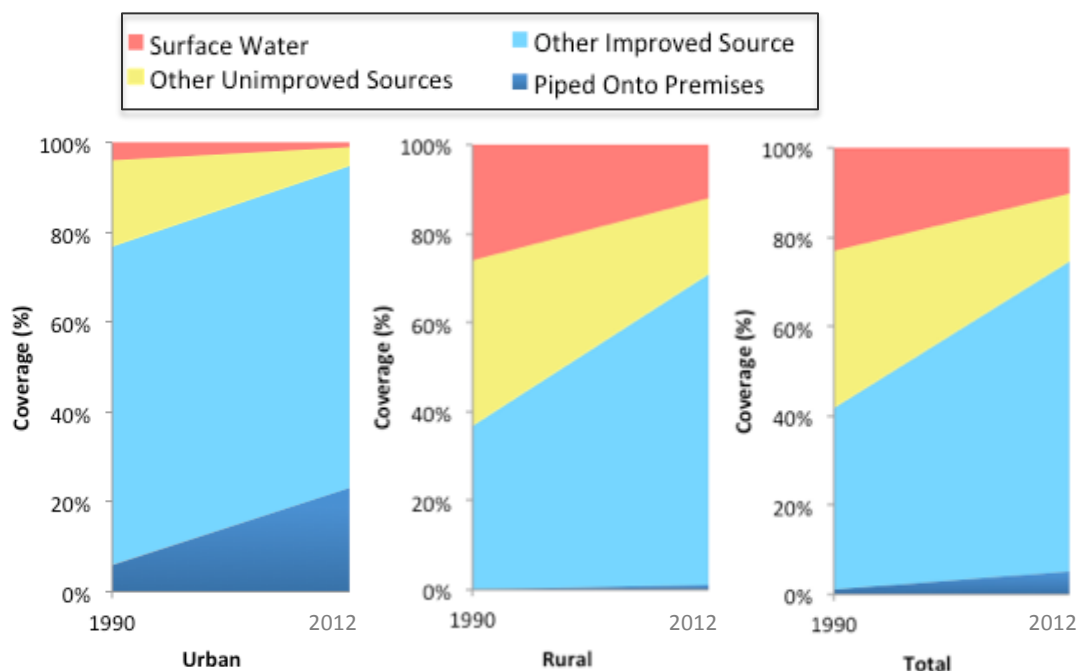 Surface Water
Other Improved Source
Other Unimproved Sources
Piped Onto Premises
Coverage (%)
100%
80%
60%
40%
20%
0%
1990
2012
Urban
Coverage (%)
100%
80%
60%
40%
20%
0%
1990
2012
Rural
Coverage (%)
100%
80%
60%
40%
20%
0%
1990
2012
Total